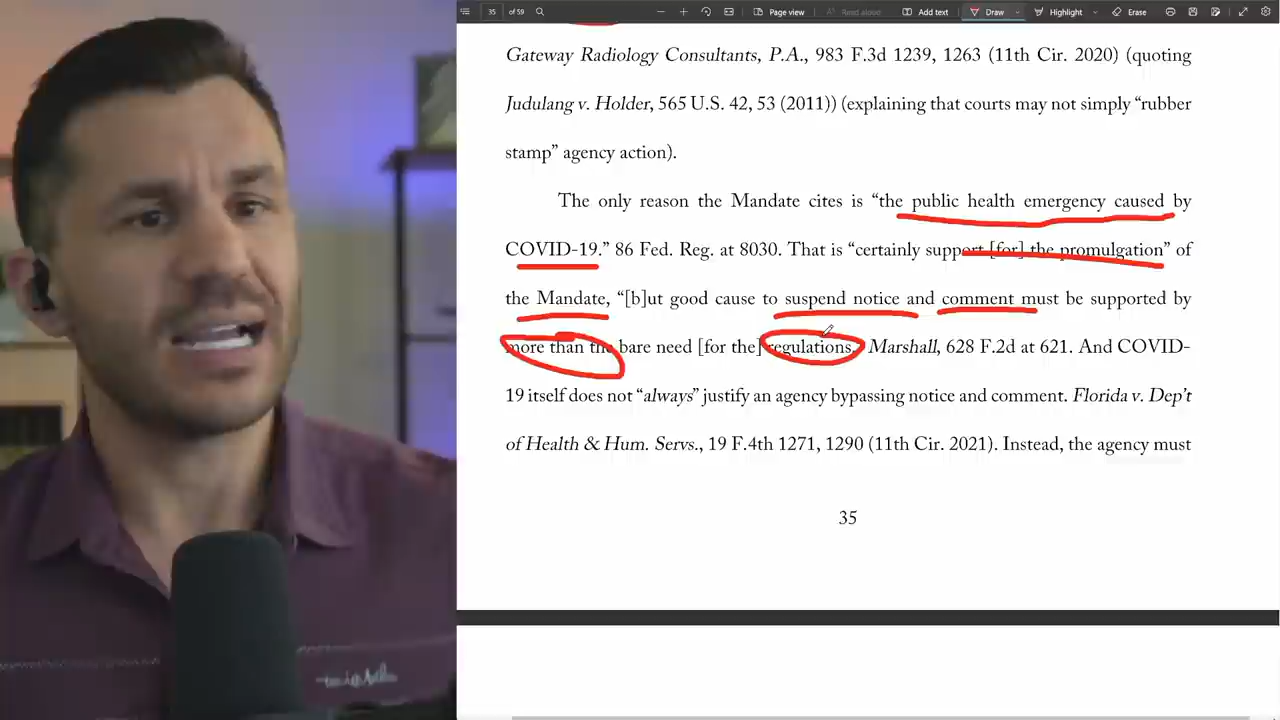 35 of 59 Page view Read aloud Add text Draw Highlight Erase
Gateway Radiology Consultants, P.A., 983 F.3d 1239, 1263 (11th Cir. 2020) (quoting
Judulang v. Holder, 565 U.S. 42, 53 (2011)) (explaining that courts may not simply “rubber
stamp” agency action).
The only reason the Mandate cites is “the public health emergency caused by
COVID-19.” 86 Fed. Reg. at 8030. That is “certainly support [for] the promulgation” of
the Mandate, “[b]ut good cause to suspend notice and comment must be supported by
more than the bare need [for the] regulations. Marshall, 628 F.2d at 621. And COVID-
19 itself does not “always” justify an agency bypassing notice and comment. Florida v. Dep’t
of Health & Hum. Servs., 19 F.4th 1271, 1290 (11th Cir. 2021). Instead, the agency must
35